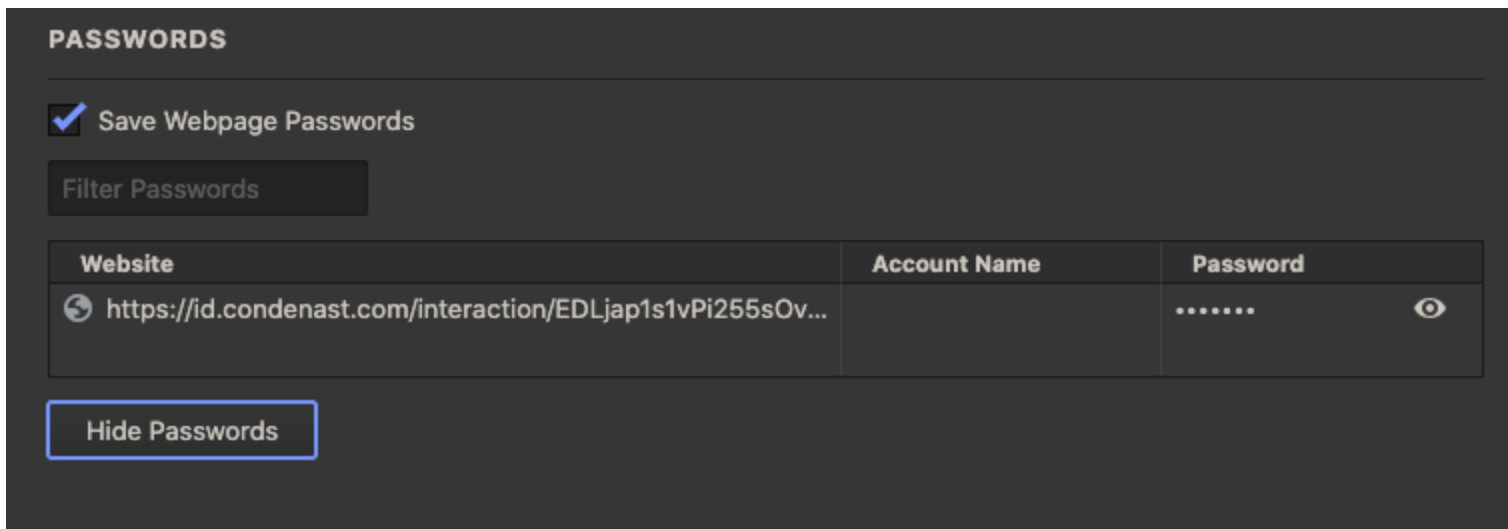 PASSWORDS
Save Webpage Passwords
Filter Passwords
Website Account Name Password
https://id.condenast.com/interaction/EDLjap1s1vPi255sOv... •••••••
Hide Passwords